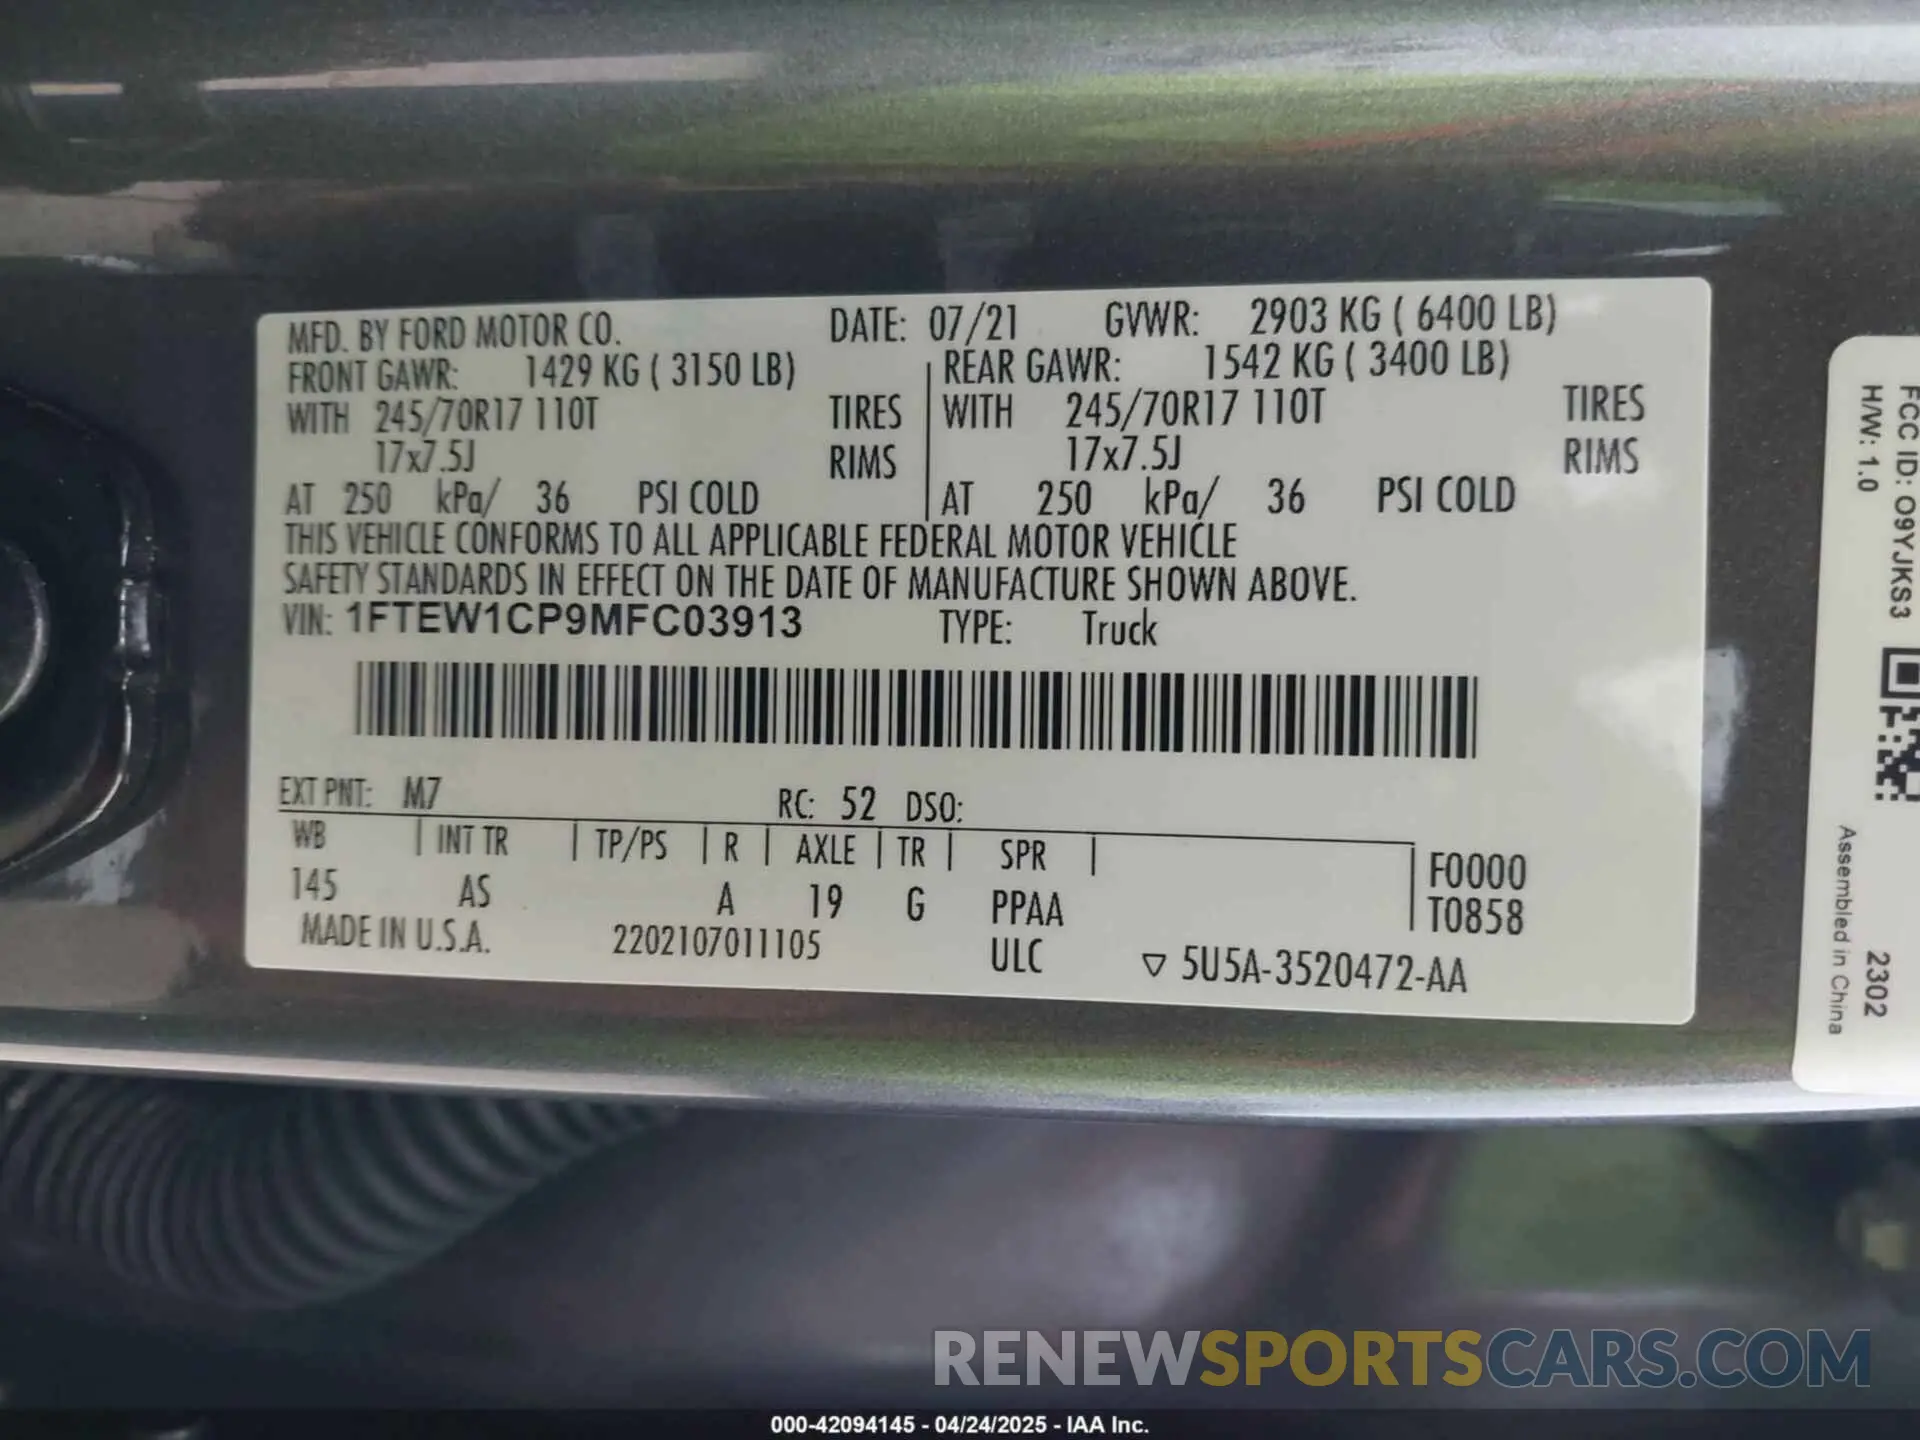 MFD. BY FORD MOTOR CO. DATE: 07/21 GVWR: 2903 KG ( 6400 LB)
FRONT GAWR: 1429 KG ( 3150 LB) REAR GAWR: 1542 KG ( 3400 LB)
WITH 245/70R17 110T TIRES WITH 245/70R17 110T TIRES
17x7.5J RIMS 17x7.5J RIMS
AT 250 kPa/ 36 PSI COLD AT 250 kPa/ 36 PSI COLD
THIS VEHICLE CONFORMS TO ALL APPLICABLE FEDERAL MOTOR VEHICLE
SAFETY STANDARDS IN EFFECT ON THE DATE OF MANUFACTURE SHOWN ABOVE.
VIN: 1FTEW1CP9MFC03913 TYPE: Truck
EXT PNT: M7 RC: 52 DSO:
WB INT TR TP/PS R AXLE TR SPR F0000
145 AS A 19 G PPAA T0858
MADE IN U.S.A. 2202107011105 ULC ▽ 5U5A-3520472-AA
FCC ID: O9YJKS3
H/W: 1.0
2302
Assembled in China
RENEWSPORTSCARS.COM
000-42094145 - 04/24/2025 - IAA Inc.